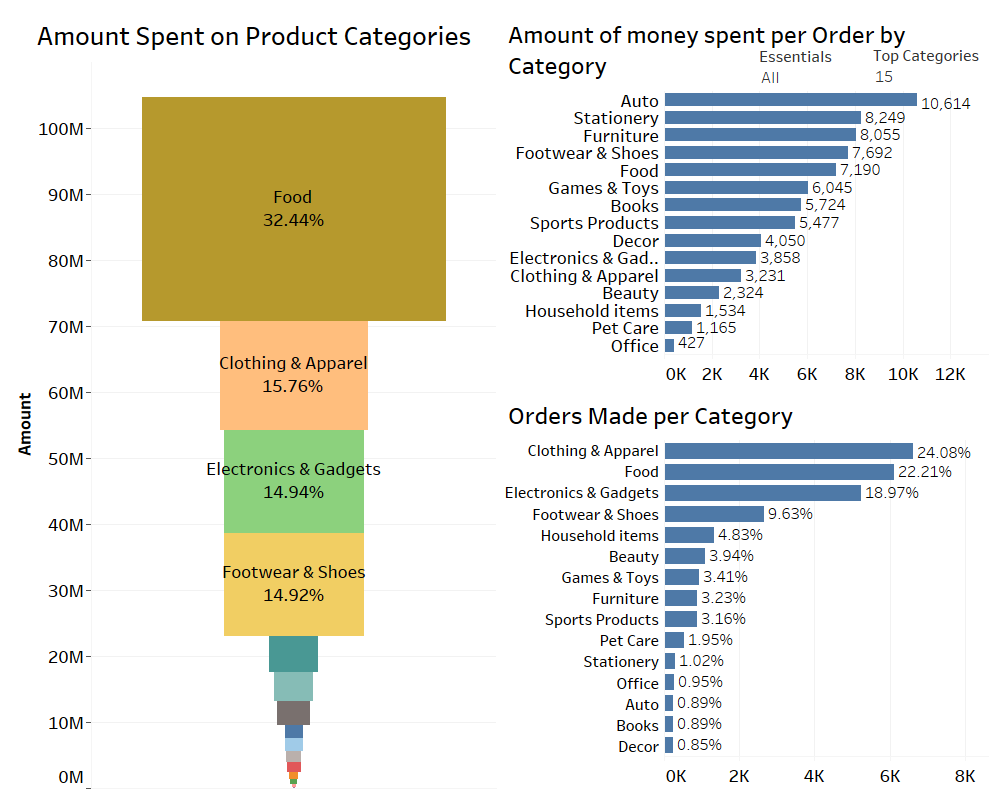 Amount Spent on Product Categories
Amount
100M
90M
80M
70M
60M
50M
40M
30M
20M
10M
0M
Food
32.44%
Clothing & Apparel
15.76%
Electronics & Gadgets
14.94%
Footwear & Shoes
14.92%
Amount of money spent per Order by
Category
Essentials
All
Top Categories
15
Auto 10,614
Stationery 8,249
Furniture 8,055
Footwear & Shoes 7,692
Food 7,190
Games & Toys 6,045
Books 5,724
Sports Products 5,477
Decor 4,050
Electronics & Gad.. 3,858
Clothing & Apparel 3,231
Beauty 2,324
Household items 1,534
Pet Care 1,165
Office 427
0K 2K 4K 6K 8K 10K 12K
Orders Made per Category
Clothing & Apparel 24.08%
Food 22.21%
Electronics & Gadgets 18.97%
Footwear & Shoes 9.63%
Household items 4.83%
Beauty 3.94%
Games & Toys 3.41%
Furniture 3.23%
Sports Products 3.16%
Pet Care 1.95%
Stationery 1.02%
Office 0.95%
Auto 0.89%
Books 0.89%
Decor 0.85%
0K 2K 4K 6K 8K